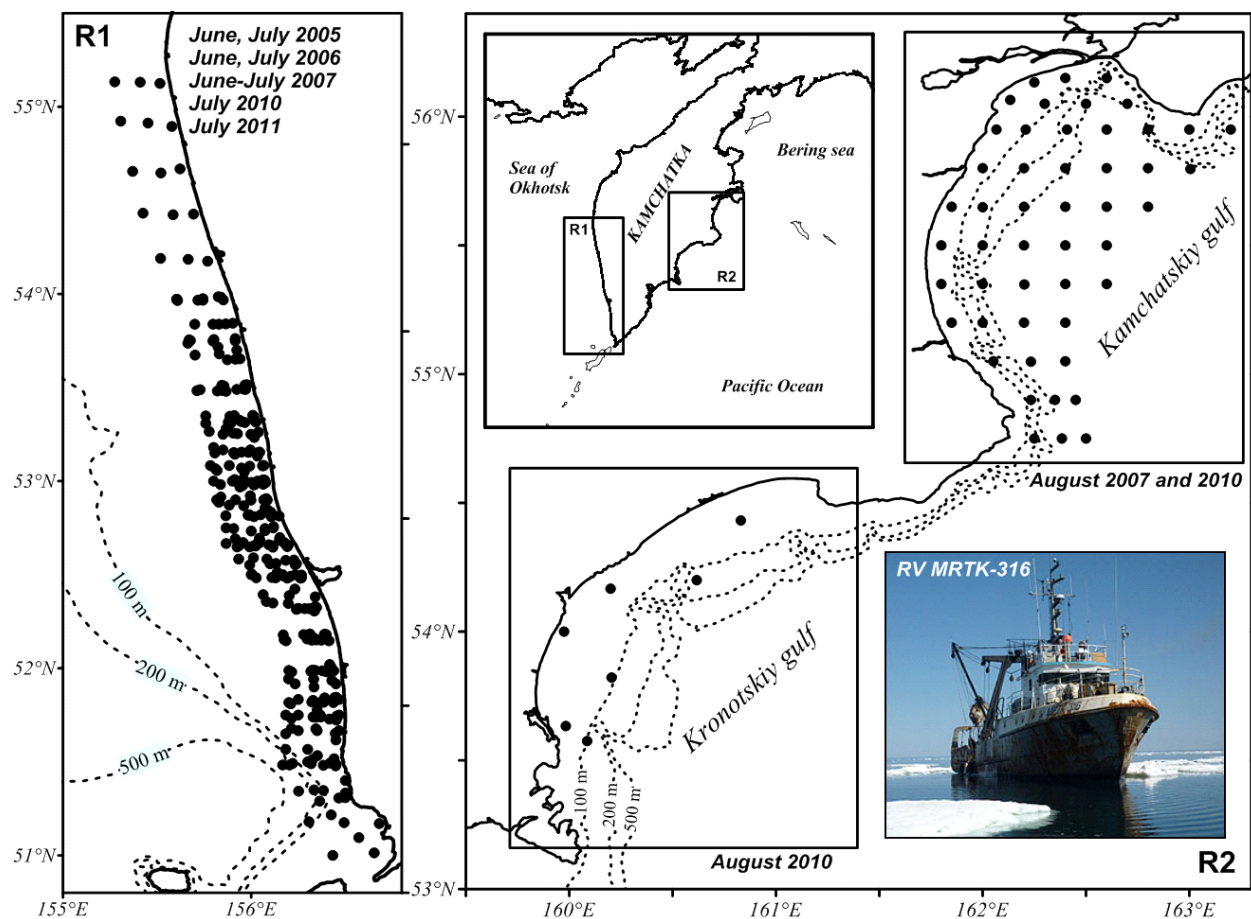 R1
June, July 2005
June, July 2006
June-July 2007
July 2010
July 2011
55°N
54°N
53°N
52°N
51°N
100 m
200 m
500 m
155°E
156°E
56°N
55°N
54°N
53°N
Sea of
Okhotsk
KAMCHATKA
Bering sea
R1
R2
Pacific Ocean
Kamchatskiy gulf
August 2007 and 2010
Kronotskiy gulf
100 m
200 m
500 m
August 2010
RV MRTK-316
316
R2
160°E
161°E
162°E
163°E